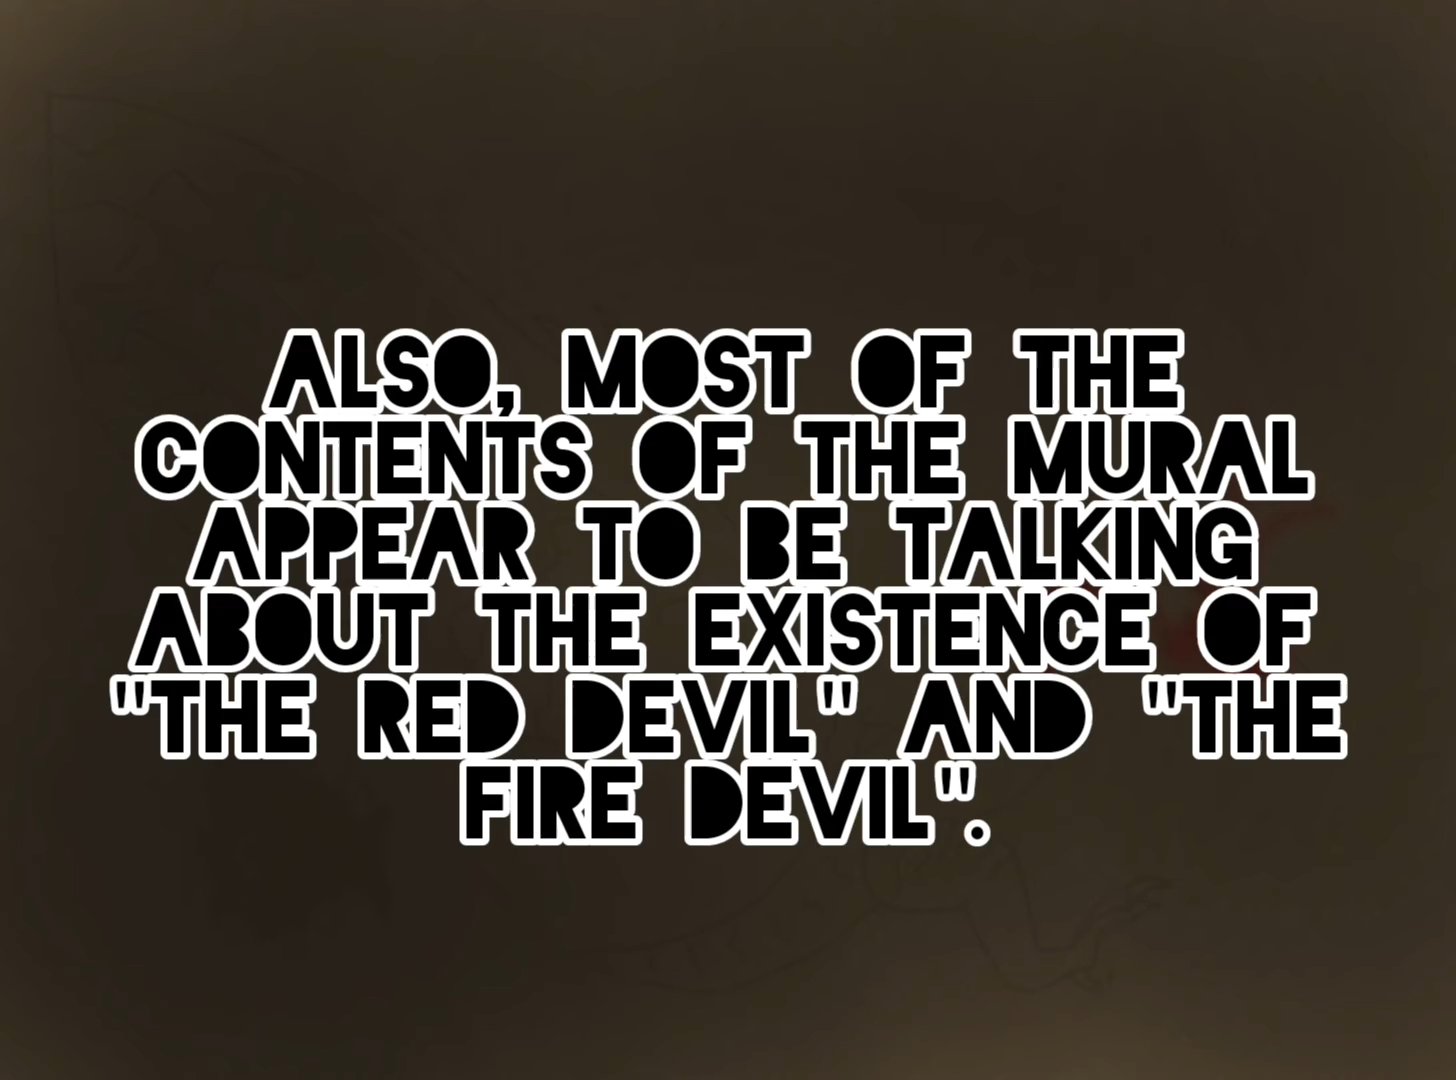 ALSO, MOST OF THE
CONTENTS OF THE MURAL
APPEAR TO BE TALKING
ABOUT THE EXISTENCE OF
"THE RED DEVIL" AND "THE
FIRE DEVIL".